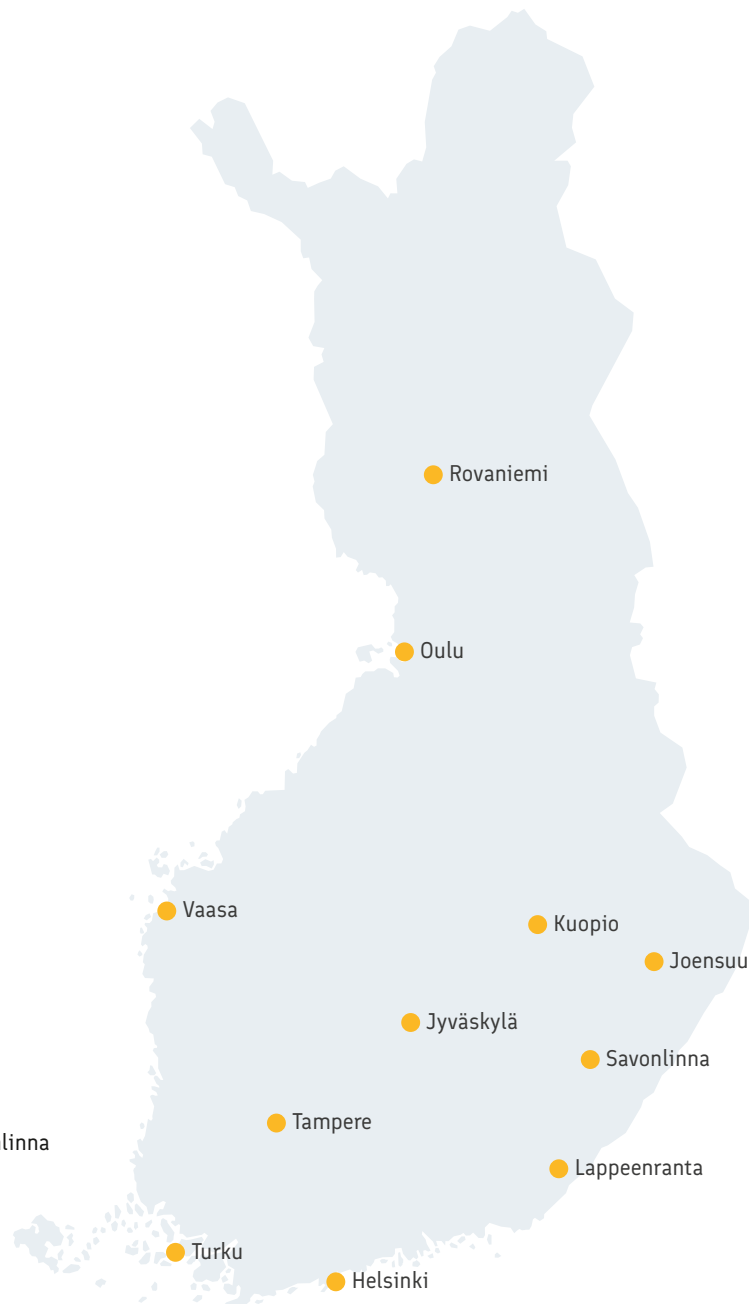 Rovaniemi
Oulu
Vaasa
Kuopio
Joensuu
Jyväskylä
Savonlinna
Tampere
linna
Lappeenranta
Turku
Helsinki